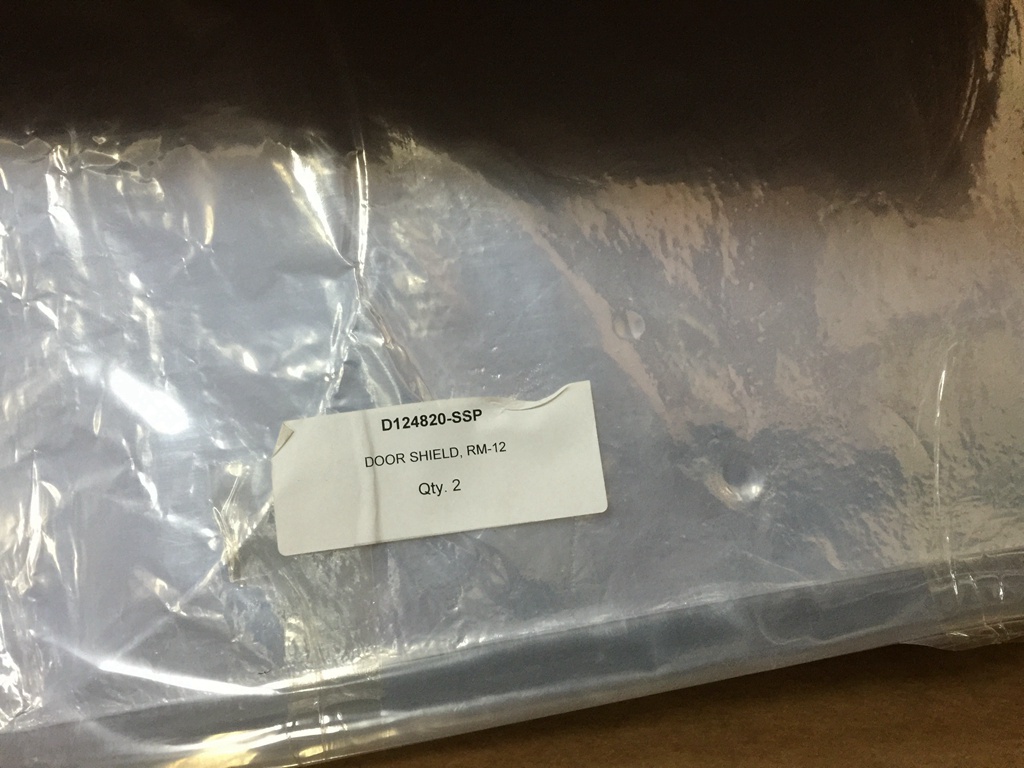 D124820-SSP
DOOR SHIELD, RM-12
Qty. 2